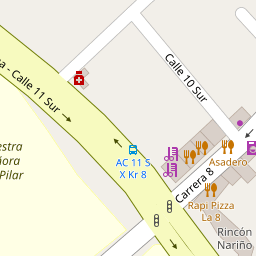 Calle 10 Sur
a - Calle 11 Sur
estra
ñora
Pilar
AC 11 S
X Kr 8
Asadero
Carrera 8
Rapi Pizza
La 8
Rincón
Nariño